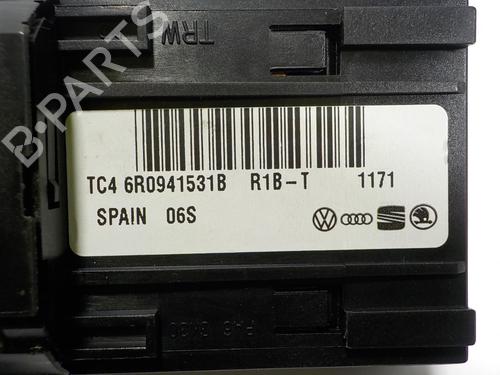 TRW
B-PARTS
TC4 6R0941531B R1B-T 1171
SPAIN 06S